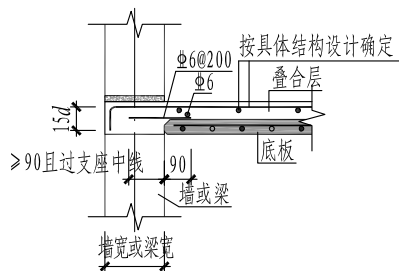 按具体结构设计确定
ϕ6@200
叠合层
ϕ6
15d
底板
≥90且过支座中线
90
墙或梁
墙宽或梁宽